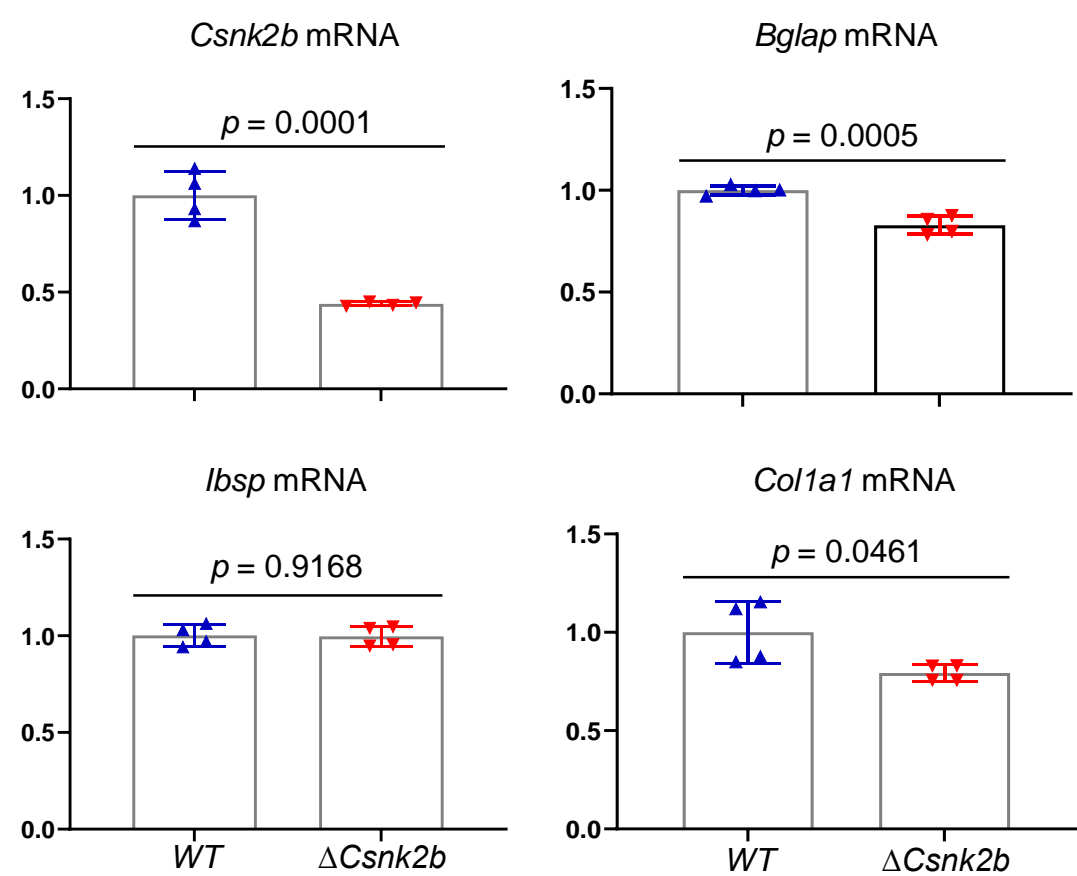 Csnk2b mRNA
1.5
p = 0.0001
1.0
0.5
0.0
Bglap mRNA
1.5
p = 0.0005
1.0
0.5
0.0
Ibsp mRNA
1.5
p = 0.9168
1.0
0.5
0.0
WT ΔCsnk2b
Col1a1 mRNA
1.5
p = 0.0461
1.0
0.5
0.0
WT ΔCsnk2b